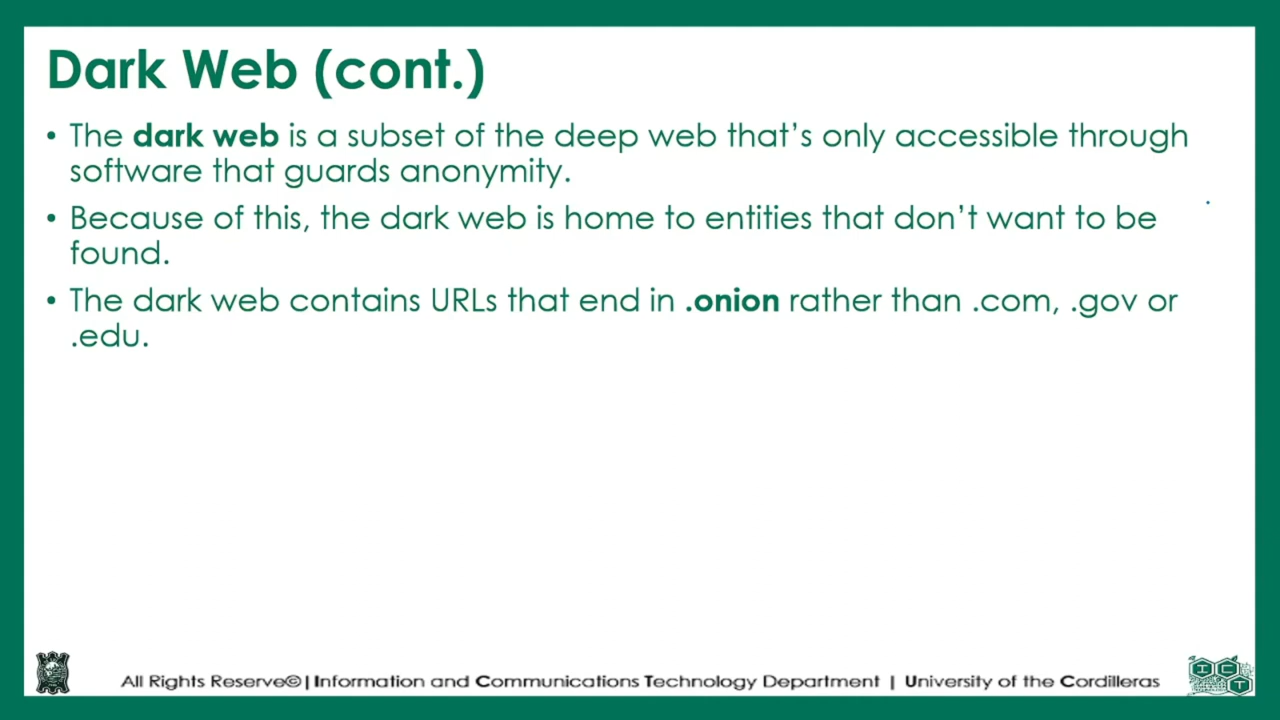 Dark Web (cont.)
• The dark web is a subset of the deep web that's only accessible through
software that guards anonymity.
• Because of this, the dark web is home to entities that don't want to be
found.
• The dark web contains URLs that end in .onion rather than .com, .gov or
.edu.
All Rights Reserve© | Information and Communications Technology Department | University of the Cordilleras
I C
T